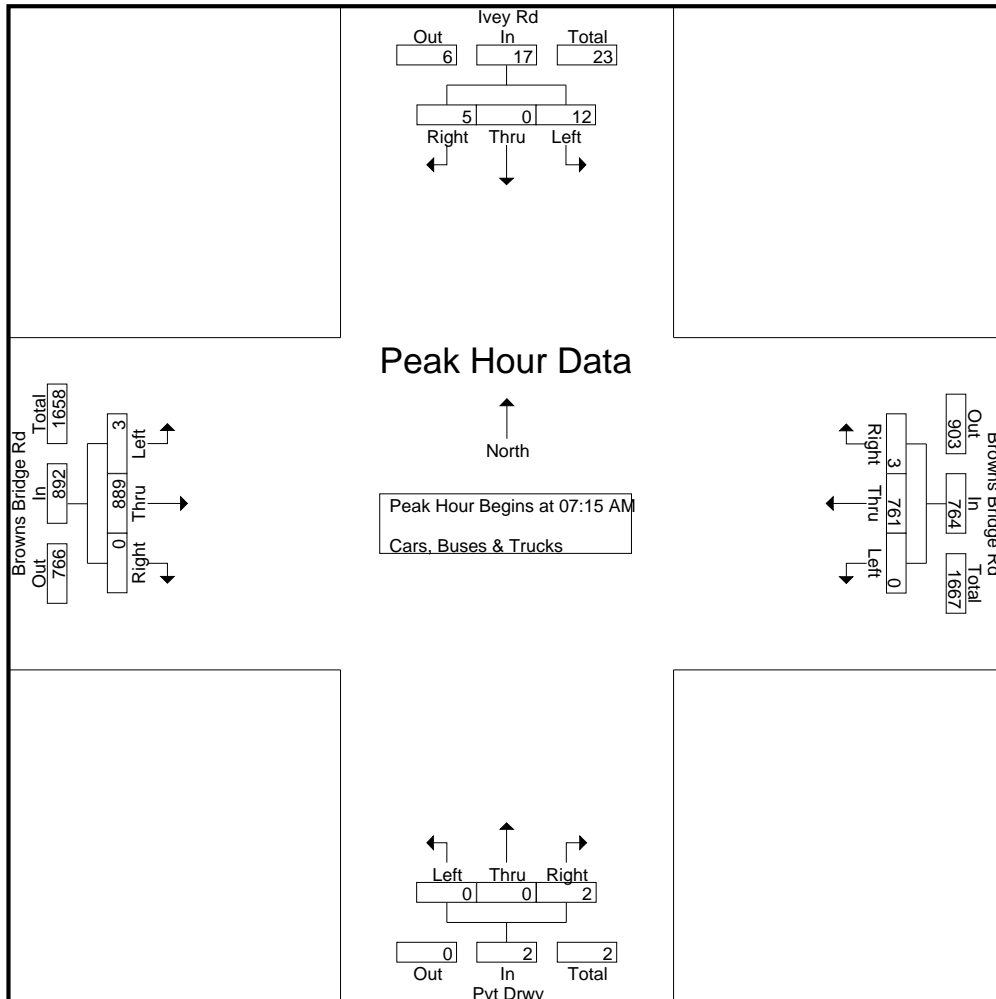 Ivey Rd
Out In Total
6 17 23
5 0 12
Right Thru Left
Peak Hour Data
North
Peak Hour Begins at 07:15 AM
Cars, Buses & Trucks
Browns Bridge Rd
Total In Out
1658 892 766
3 889 0
Left Thru Right
Browns Bridge Rd
Out In Total
903 764 1667
3 761 0
Right Thru Left
Left Thru Right
0 0 2
0 2 2
Out In Total
Pvt Drwy